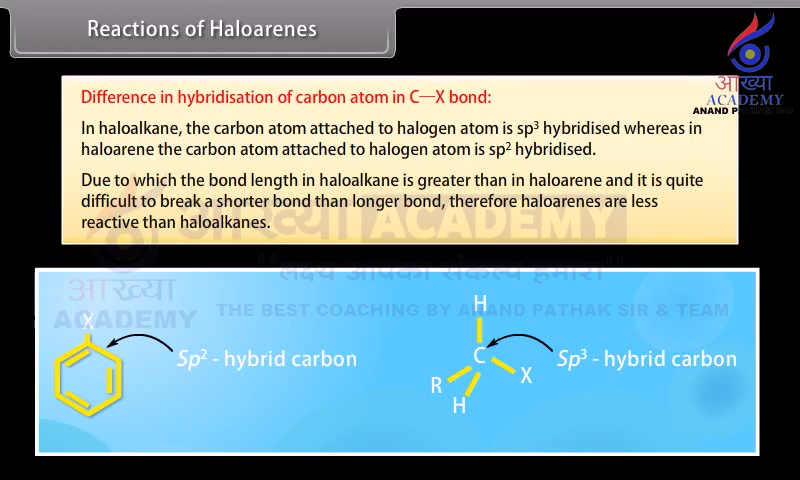 Reactions of Haloarenes
आख्या
ACADEMY
Difference in hybridisation of carbon atom in C—X bond:
In haloalkane, the carbon atom attached to halogen atom is sp³ hybridised whereas in
haloarene the carbon atom attached to halogen atom is sp² hybridised.
Due to which the bond length in haloalkane is greater than in haloarene and it is quite
difficult to break a shorter bond than longer bond, therefore haloarenes are less
reactive than haloalkanes.
आख्या ACADEMY
"लक्ष्य आपका संकल्प हमारा"
आख्या
ACADEMY
THE BEST COACHING BY ANAND PATHAK SIR & TEAM
X
Sp² - hybrid carbon
H
C
R
H
X
Sp³ - hybrid carbon